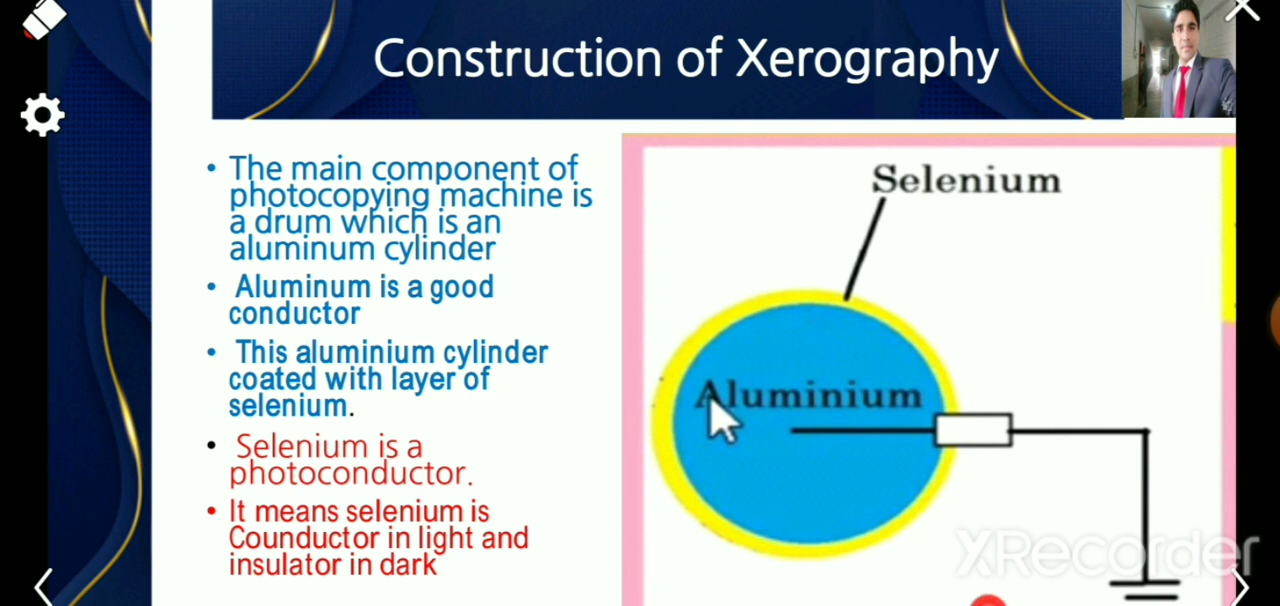 Construction of Xerography
• The main component of
photocopying machine is
a drum which is an
aluminum cylinder
• Aluminum is a good
conductor
• This aluminium cylinder
coated with layer of
selenium.
• Selenium is a
photoconductor.
• It means selenium is
Counductor in light and
insulator in dark
Selenium
Aluminium
XRecorder